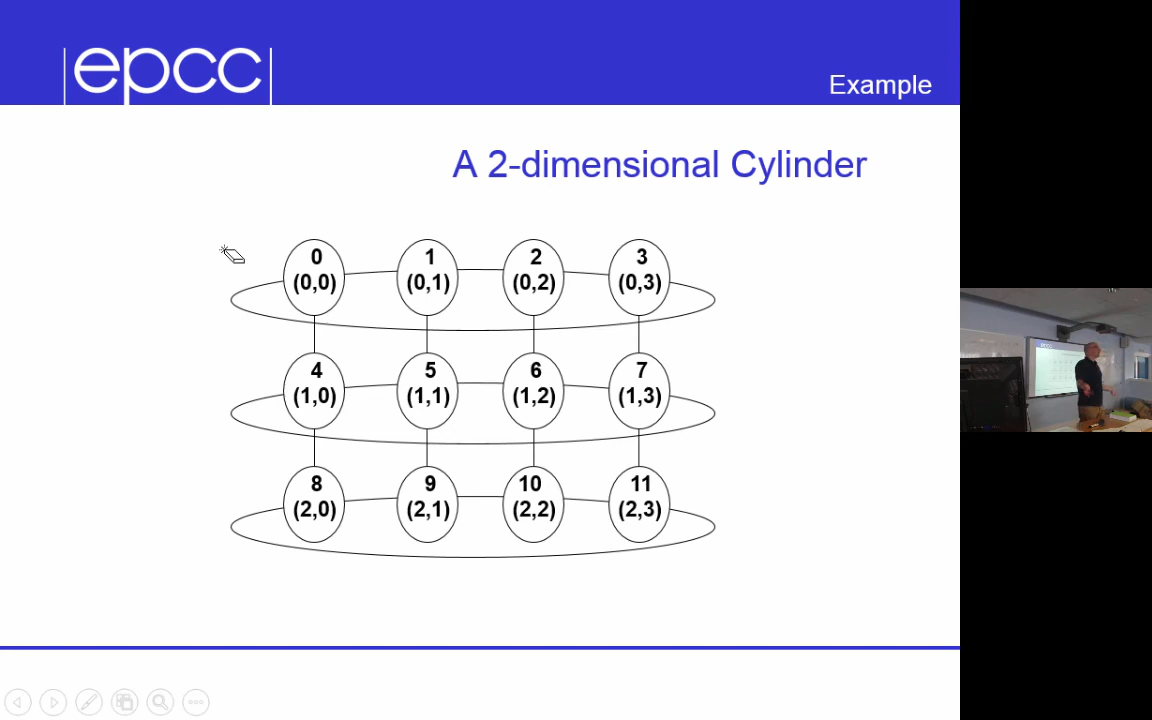 epcc
Example
A 2-dimensional Cylinder
0 1 2 3
(0,0) (0,1) (0,2) (0,3)
4 5 6 7
(1,0) (1,1) (1,2) (1,3)
8 9 10 11
(2,0) (2,1) (2,2) (2,3)